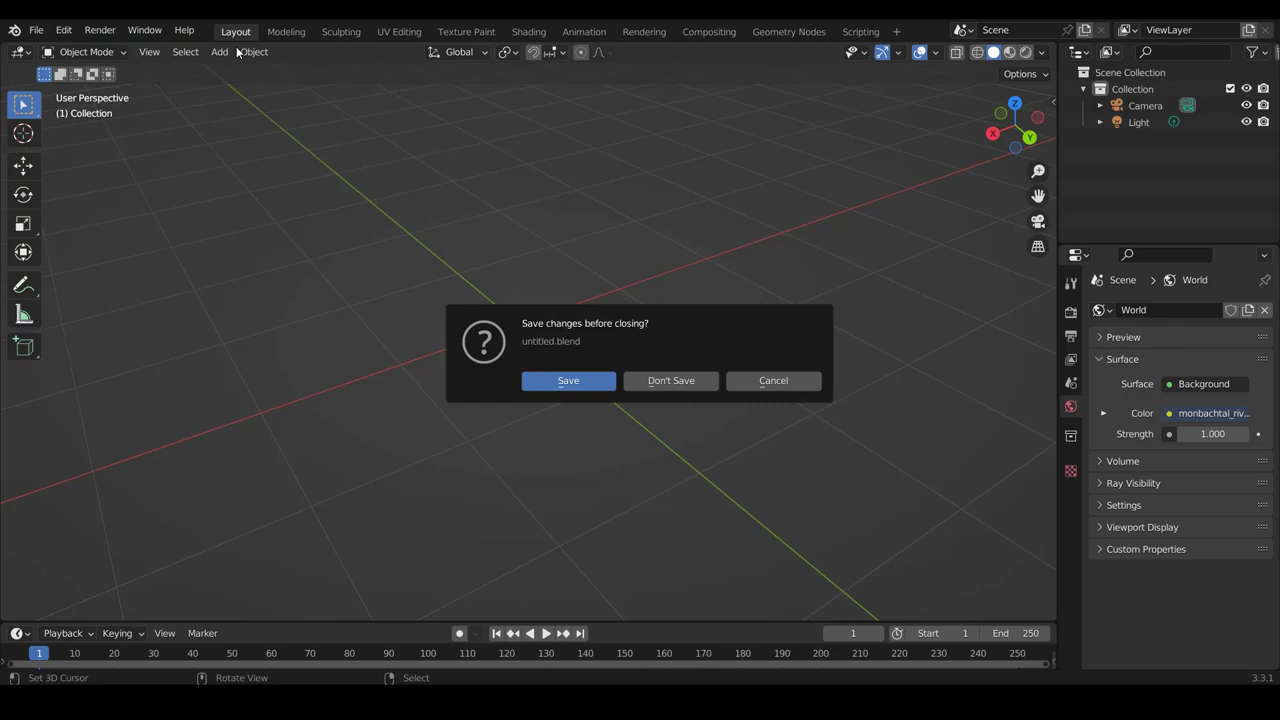 File Edit Render Window Help Layout Modeling Sculpting UV Editing Texture Paint Shading Animation Rendering Compositing Geometry Nodes Scripting + Scene ViewLayer
Object Mode View Select Add Object Global
Options
User Perspective
(1) Collection
Z
X
Y
Scene Collection
Collection
Camera
Light
Save changes before closing?
untitled.blend
Save Don't Save Cancel
Scene > World
World
Preview
Surface
Surface Background
Color monbachtal_riv...
Strength 1.000
Volume
Ray Visibility
Settings
Viewport Display
Custom Properties
Playback Keying View Marker 1 Start 1 End 250
1 10 20 30 40 50 60 70 80 90 100 110 120 130 140 150 160 170 180 190 200 210 220 230 240 250
Set 3D Cursor Rotate View Select 3.3.1